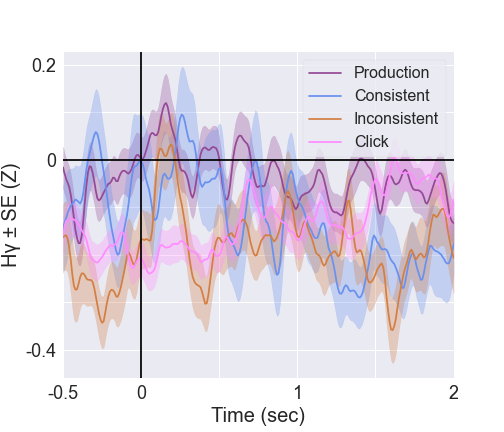 Production
Consistent
Inconsistent
Click
0.2
0
-0.4
Hγ ± SE (Z)
-0.5
0
1
2
Time (sec)